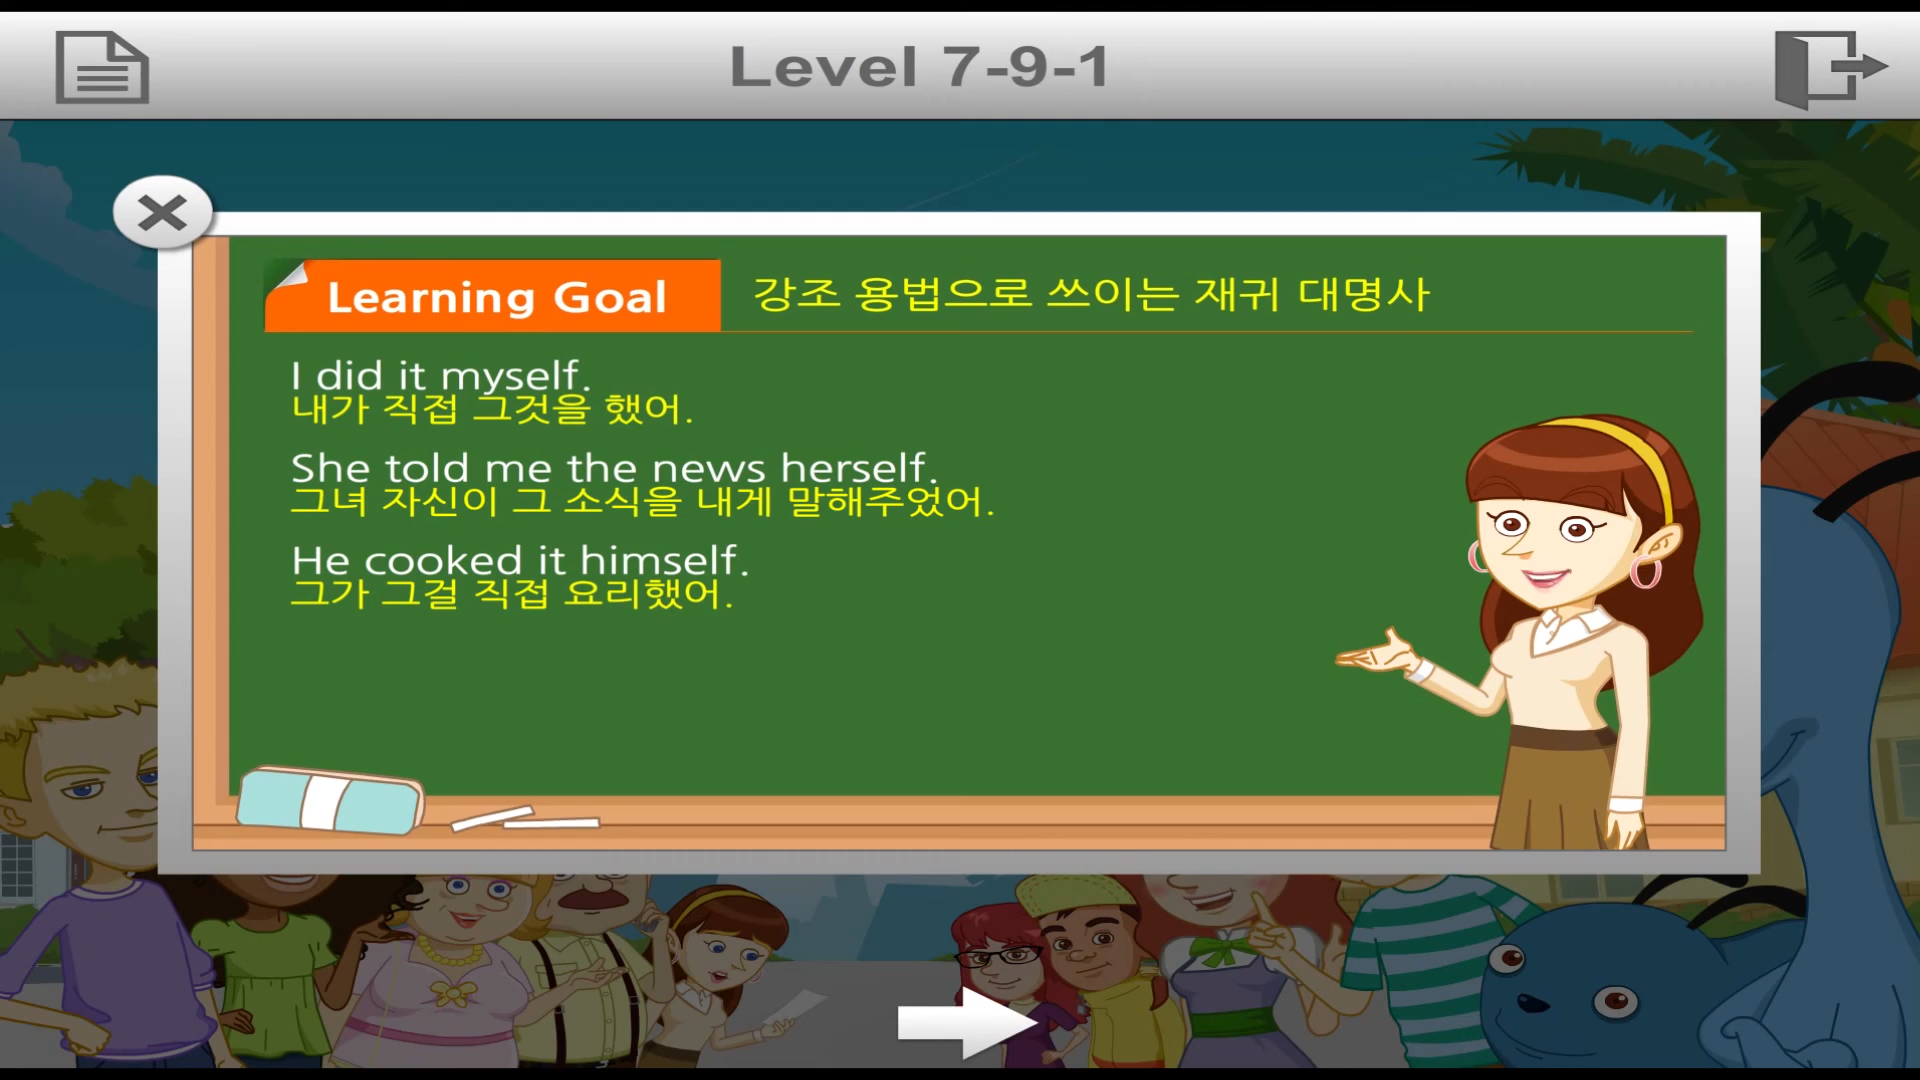 Level 7-9-1
Learning Goal 강조 용법으로 쓰이는 재귀 대명사
I did it myself.
내가 직접 그것을 했어.
She told me the news herself.
그녀 자신이 그 소식을 내게 말해주었어.
He cooked it himself.
그가 그걸 직접 요리했어.